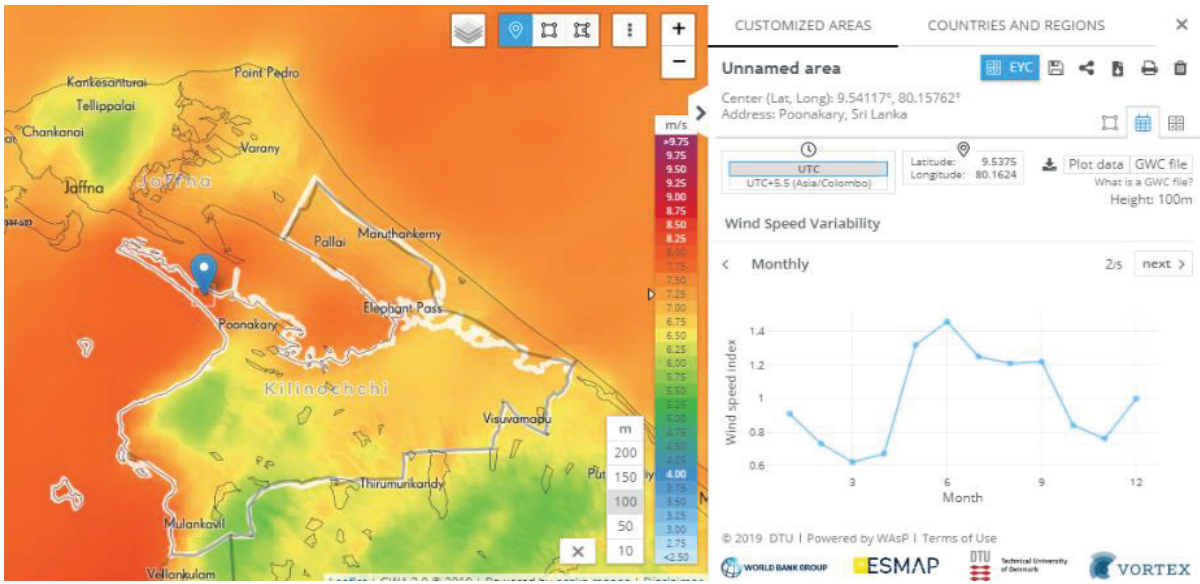 Kankesanturai
Point Pedro
Tellippalai
Chankanai
Varany
Jaffna
Jaffna
Pallai
Maruthankerny
Elephant Pass
Poonakary
Kilinochchi
Visuvamadu
Thirumurikandy
Mulankavil
Vellankulam
+
−
m/s
>9.75
9.75
9.50
9.25
9.00
8.75
8.50
8.25
8.00
7.75
7.50
7.25
7.00
6.75
6.50
6.25
6.00
5.75
5.50
5.25
5.00
4.75
4.50
4.25
4.00
3.75
3.50
3.25
3.00
2.75
<2.50
m
200
150
100
50
10
CUSTOMIZED AREAS
COUNTRIES AND REGIONS
Unnamed area
EYC
Center (Lat, Long): 9.54117°, 80.15762°
Address: Poonakary, Sri Lanka
UTC
UTC+5.5 (Asia/Colombo)
Latitude: 9.5375
Longitude: 80.1624
Plot data GWC file
What is a GWC file?
Height: 100m
Wind Speed Variability
< Monthly 2/5 next >
Wind speed index
1.4
1.2
1
0.8
0.6
3 6 9 12
Month
© 2019 DTU | Powered by WAsP | Terms of Use
WORLD BANK GROUP
ESMAP
DTU
Technical University
of Denmark
VORTEX